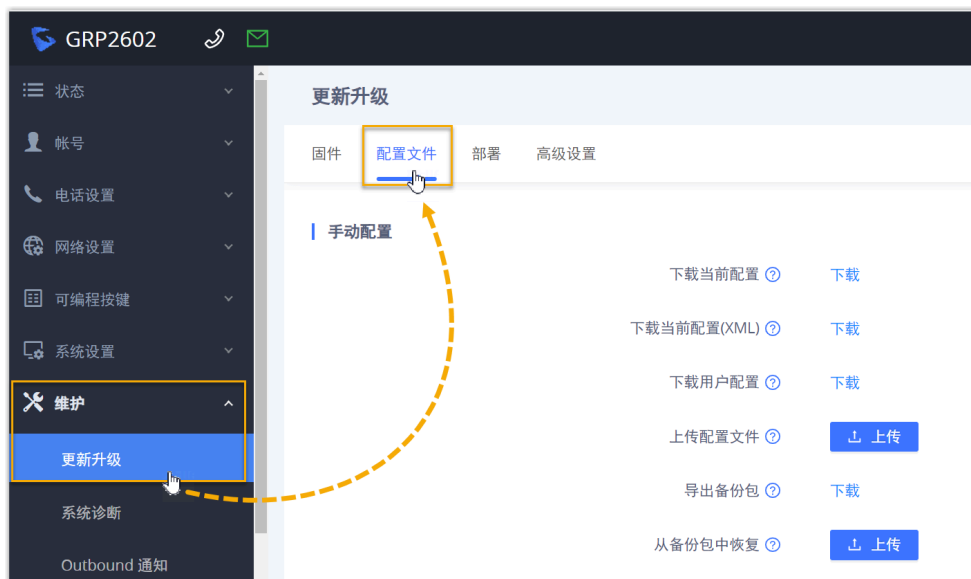 GRP2602
状态
帐号
电话设置
网络设置
可编程按键
系统设置
维护
更新升级
系统诊断
Outbound 通知
更新升级
固件 配置文件 部署 高级设置
手动配置
下载当前配置 ? 下载
下载当前配置(XML) ? 下载
下载用户配置 ? 下载
上传配置文件 ? 上传
导出备份包 ? 下载
从备份包中恢复 ? 上传